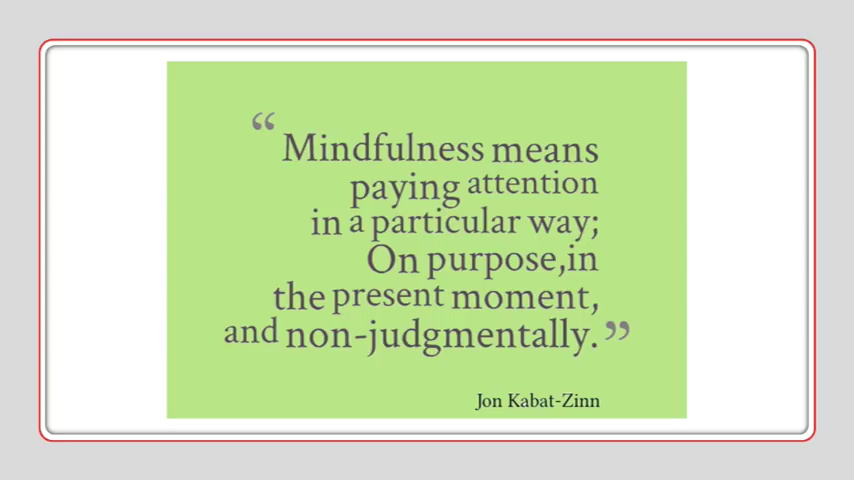 “ Mindfulness means
paying attention
in a particular way;
On purpose,in
the present moment,
and non-judgmentally. ”
Jon Kabat-Zinn